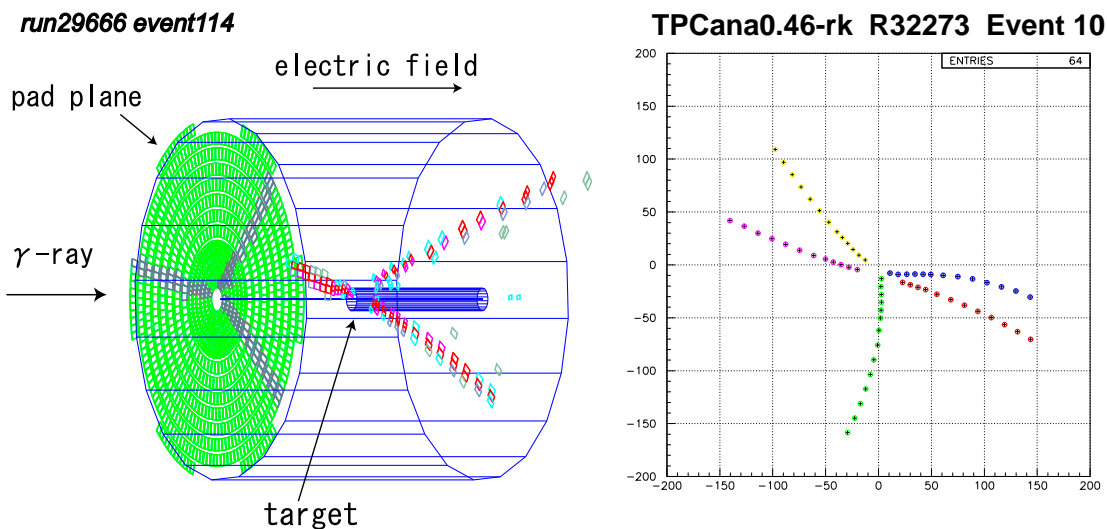 run29666 event114
electric field
pad plane
γ-ray
target
TPCana0.46-rk R32273 Event 10
ENTRIES 64
200
150
100
50
0
−50
−100
−150
−200
−200 −150 −100 −50 0 50 100 150 200